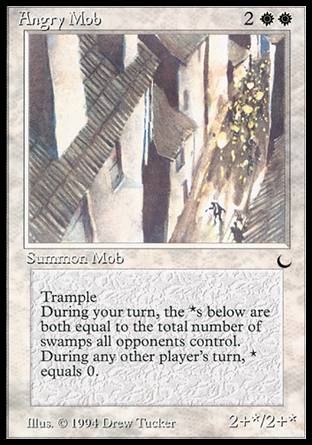 Angry Mob 2
Summon Mob
Trample
During your turn, the *s below are
both equal to the total number of
swamps all opponents control.
During any other player's turn, *
equals 0.
Illus. © 1994 Drew Tucker 2+*/2+*